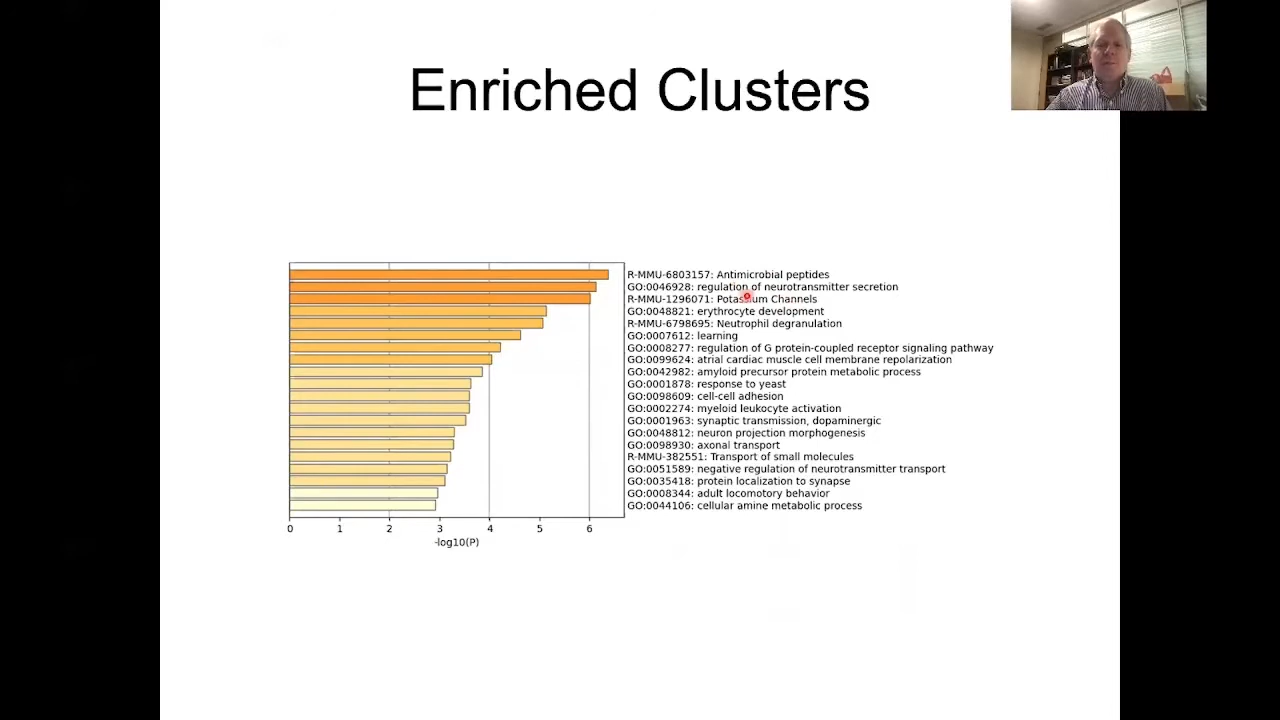 Enriched Clusters
R-MMU-6803157: Antimicrobial peptides
GO:0046928: regulation of neurotransmitter secretion
R-MMU-1296071: Potassium Channels
GO:0048821: erythrocyte development
R-MMU-6798695: Neutrophil degranulation
GO:0007612: learning
GO:0008277: regulation of G protein-coupled receptor signaling pathway
GO:0099624: atrial cardiac muscle cell membrane repolarization
GO:0042982: amyloid precursor protein metabolic process
GO:0001878: response to yeast
GO:0098609: cell-cell adhesion
GO:0002274: myeloid leukocyte activation
GO:0001963: synaptic transmission, dopaminergic
GO:0048812: neuron projection morphogenesis
GO:0098930: axonal transport
R-MMU-382551: Transport of small molecules
GO:0051589: negative regulation of neurotransmitter transport
GO:0035418: protein localization to synapse
GO:0008344: adult locomotory behavior
GO:0044106: cellular amine metabolic process
0 1 2 3 4 5 6
-log10(P)